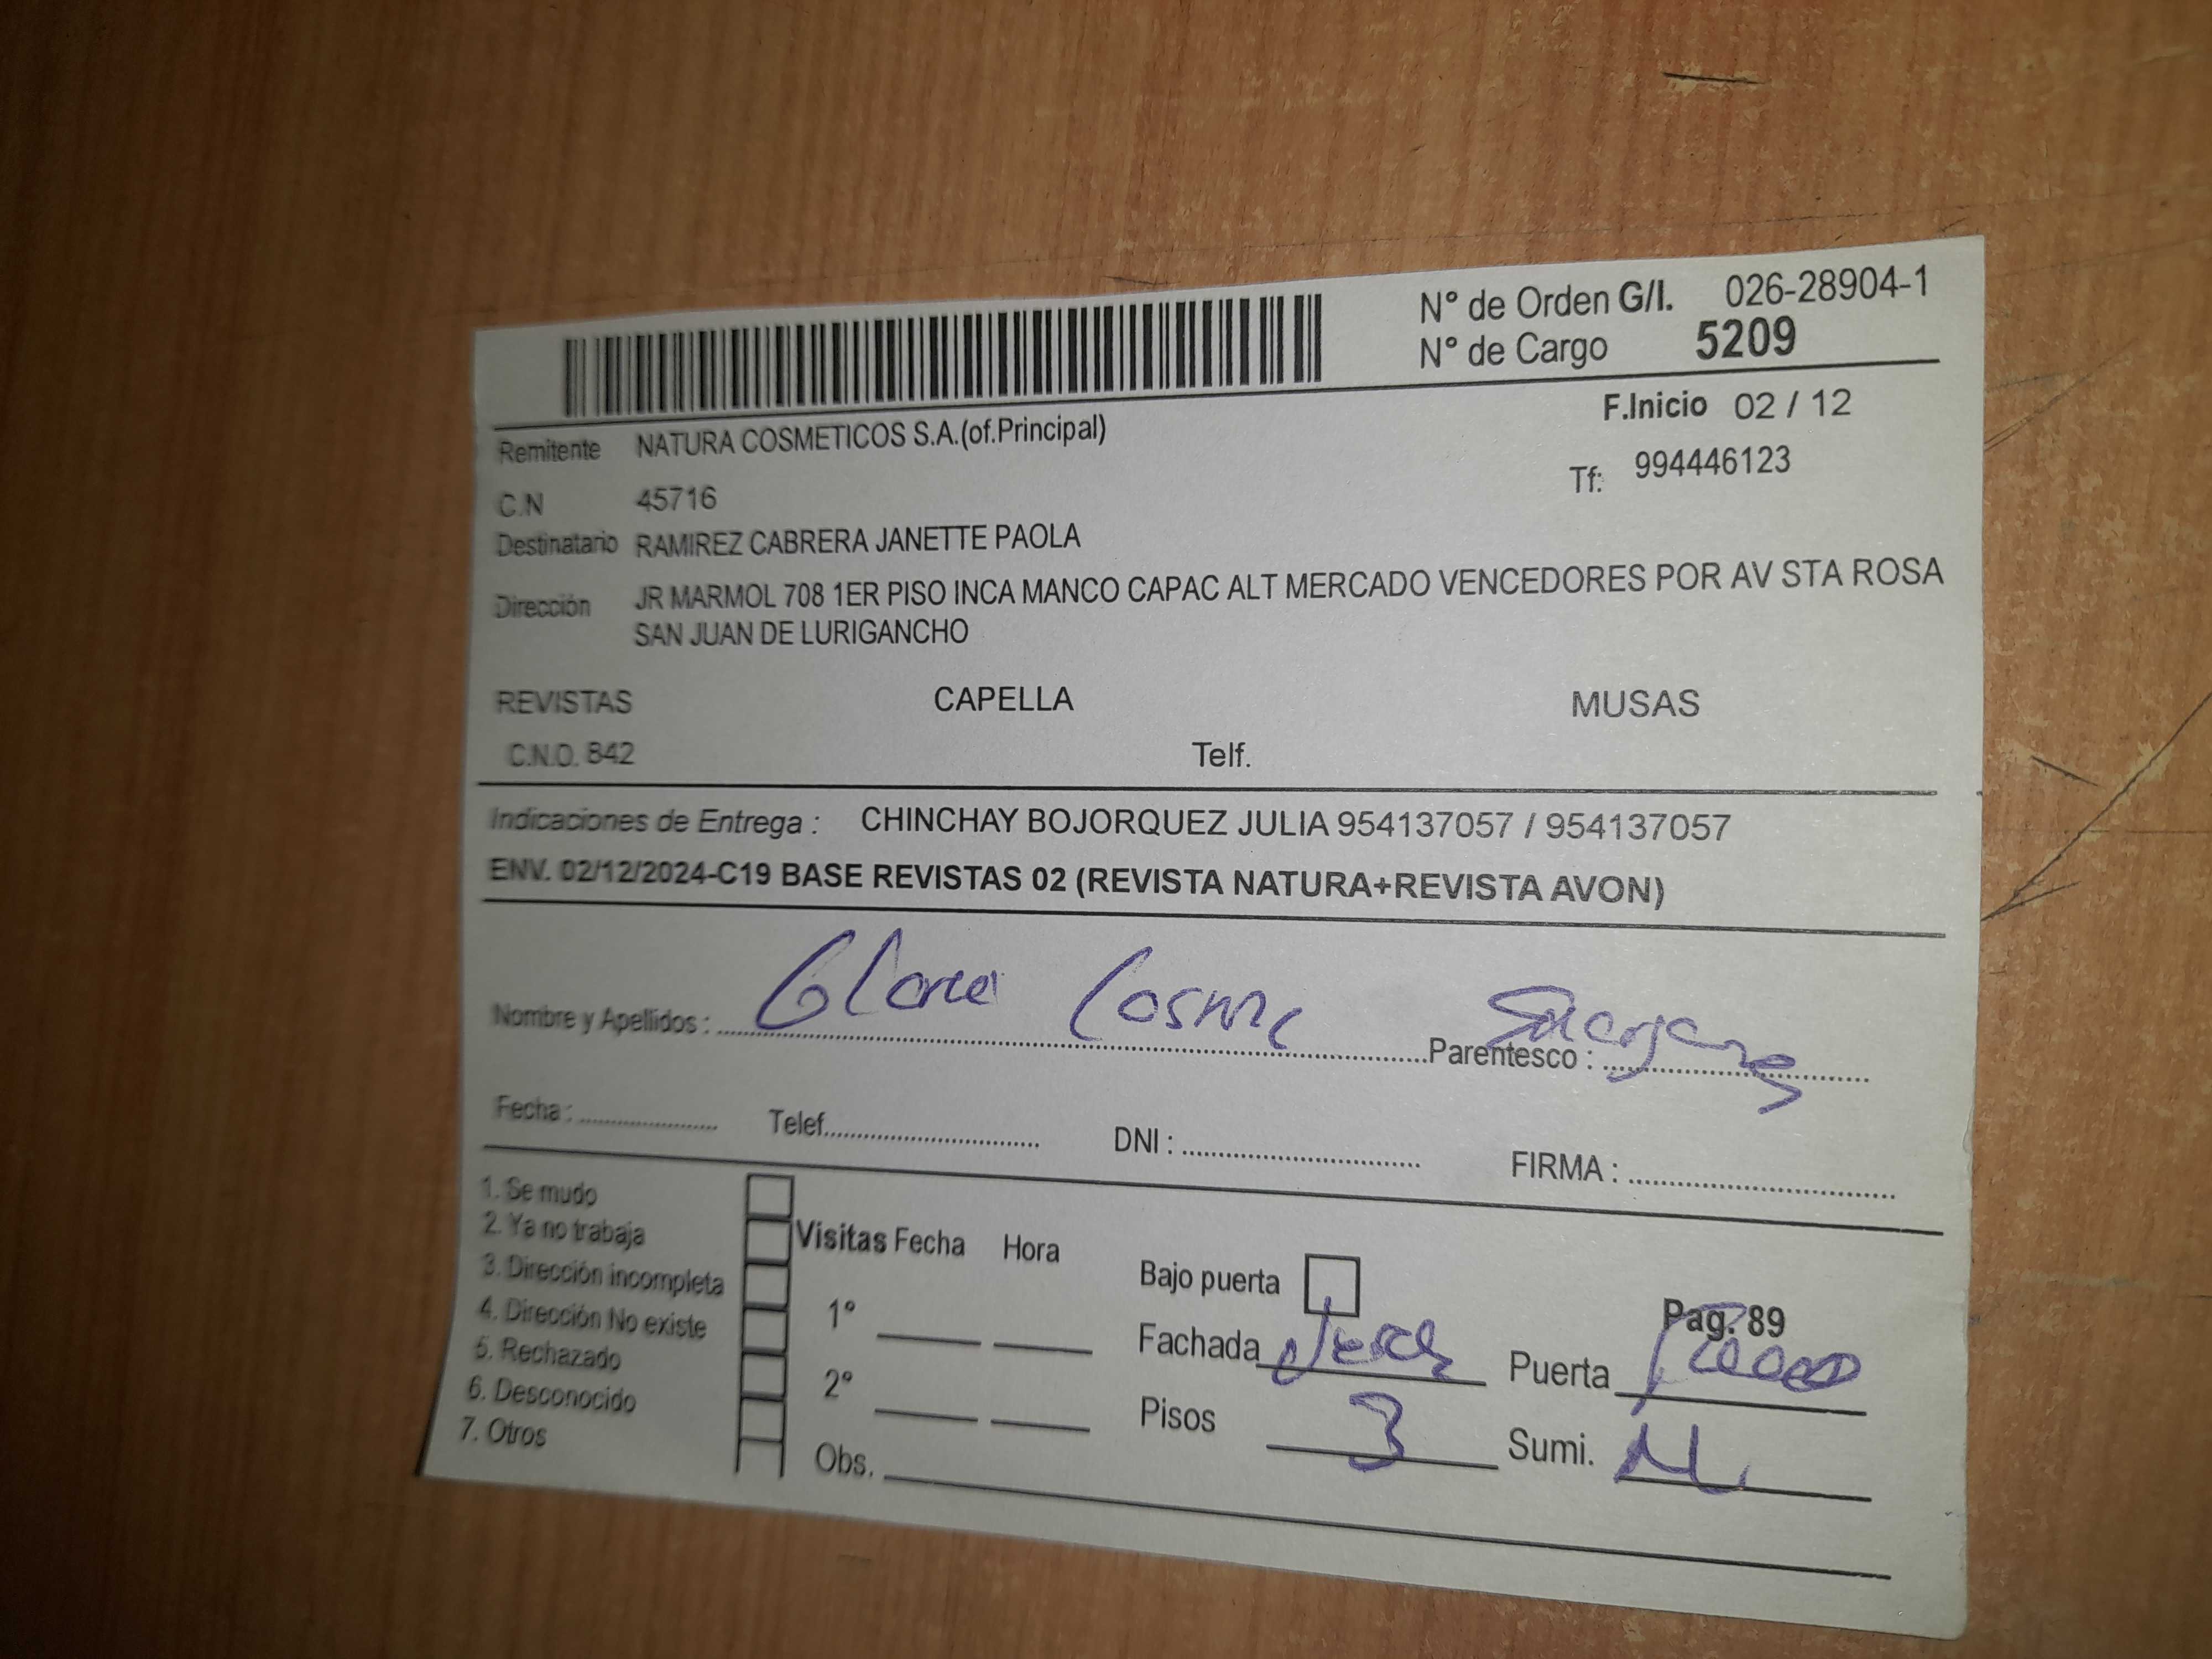 N° de Orden G/I. 026-28904-1
N° de Cargo 5209
F.Inicio 02 / 12
Remitente NATURA COSMETICOS S.A.(of.Principal)
Tf: 994446123
C.N 45716
Destinatario RAMIREZ CABRERA JANETTE PAOLA
Dirección JR MARMOL 708 1ER PISO INCA MANCO CAPAC ALT MERCADO VENCEDORES POR AV STA ROSA
SAN JUAN DE LURIGANCHO
REVISTAS CAPELLA MUSAS
C.N.O. 842 Telf.
Indicaciones de Entrega : CHINCHAY BOJORQUEZ JULIA 954137057 / 954137057
ENV. 02/12/2024-C19 BASE REVISTAS 02 (REVISTA NATURA+REVISTA AVON)
Nombre y Apellidos : Gloria Cosme Parentesco :
Fecha : Telef. DNI : FIRMA :
1. Se mudo
2. Ya no trabaja
3. Dirección incompleta
4. Dirección No existe
5. Rechazado
6. Desconocido
7. Otros
Visitas Fecha Hora
1°
2°
Obs.
Bajo puerta
Pag. 89
Fachada Puerta
Pisos 3 Sumi.